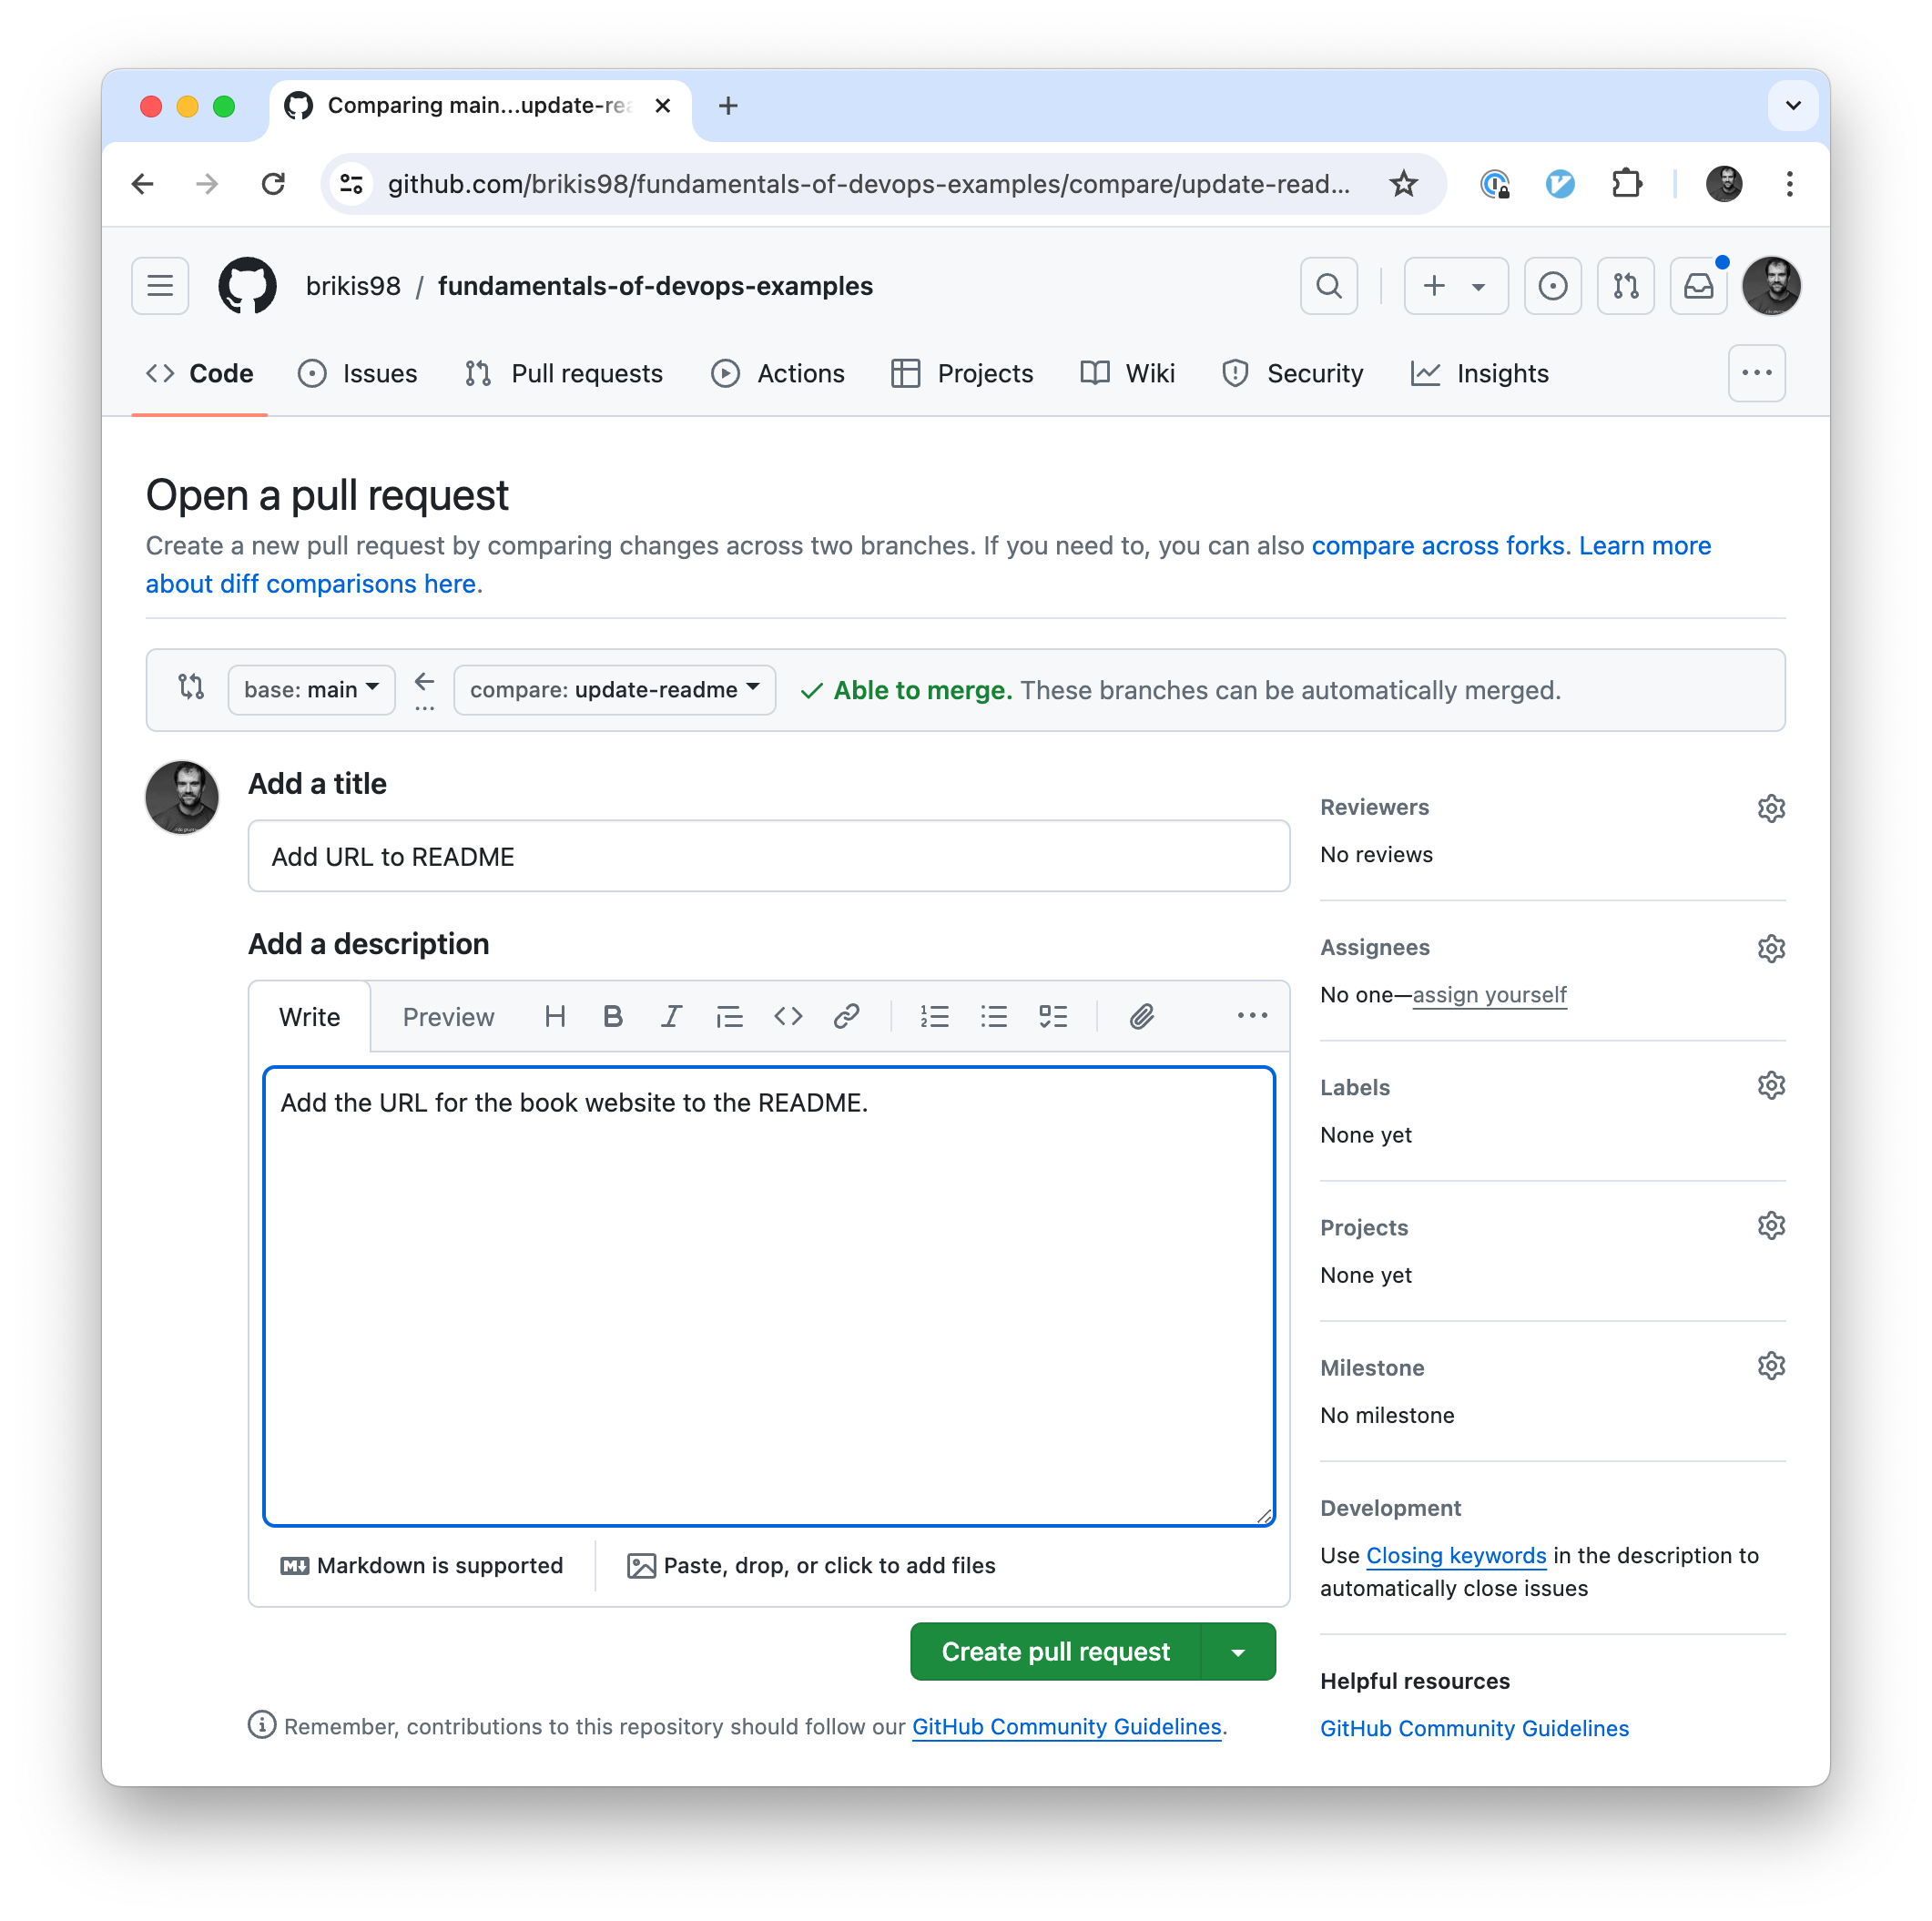 Comparing main...update-rea
github.com/brikis98/fundamentals-of-devops-examples/compare/update-read...
brikis98 / fundamentals-of-devops-examples
Code Issues Pull requests Actions Projects Wiki Security Insights
Open a pull request
Create a new pull request by comparing changes across two branches. If you need to, you can also compare across forks. Learn more
about diff comparisons here.
base: main compare: update-readme Able to merge. These branches can be automatically merged.
Add a title
Add URL to README
Add a description
Write Preview
Add the URL for the book website to the README.
Markdown is supported Paste, drop, or click to add files
Create pull request
Remember, contributions to this repository should follow our GitHub Community Guidelines.
Reviewers
No reviews
Assignees
No one—assign yourself
Labels
None yet
Projects
None yet
Milestone
No milestone
Development
Use Closing keywords in the description to
automatically close issues
Helpful resources
GitHub Community Guidelines